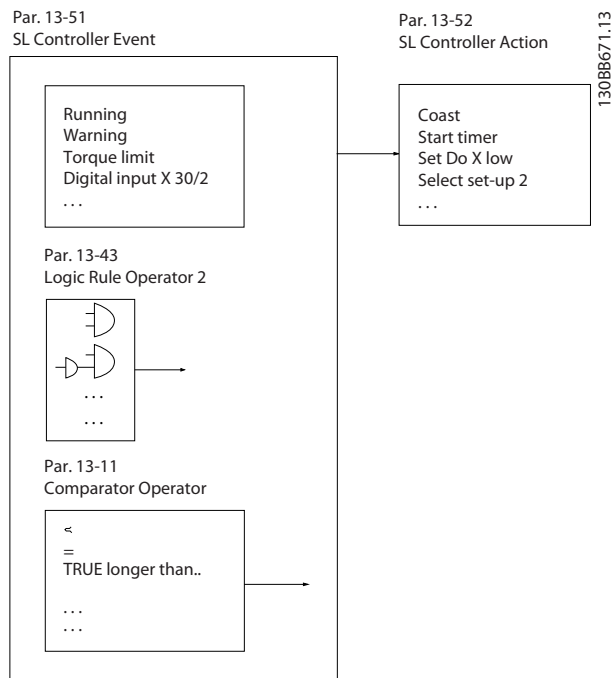 Par. 13-51
SL Controller Event
Par. 13-52
SL Controller Action
130BB671.13
Running
Warning
Torque limit
Digital input X 30/2
. . .
Coast
Start timer
Set Do X low
Select set-up 2
. . .
Par. 13-43
Logic Rule Operator 2
. . .
. . .
Par. 13-11
Comparator Operator
<
=
TRUE longer than..
. . .
. . .